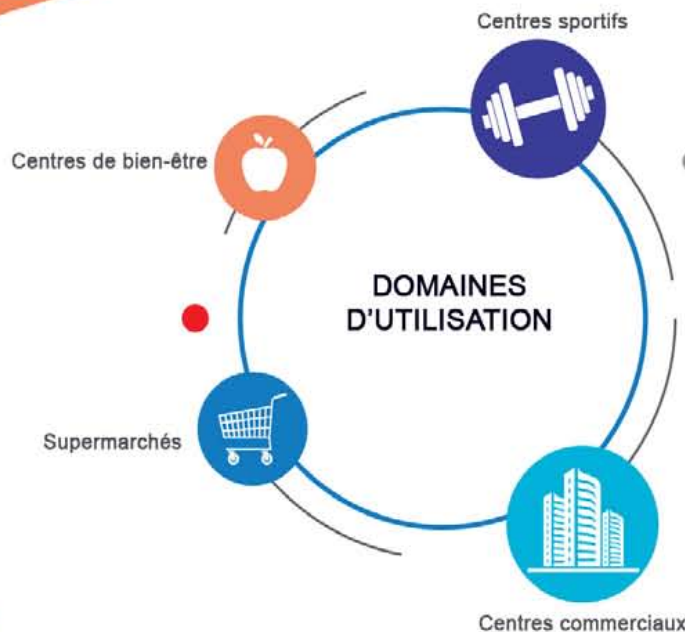 Centres sportifs
Centres de bien-être
DOMAINES
D'UTILISATION
Supermarchés
Centres commerciaux